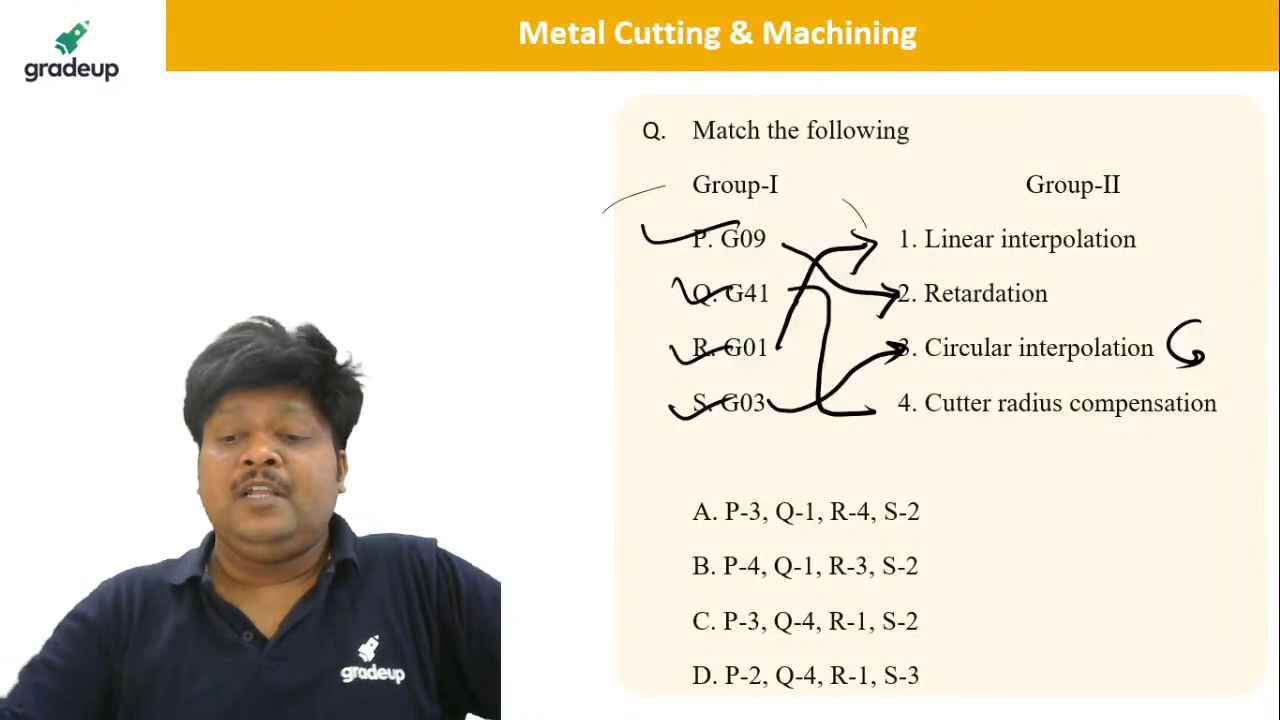 Metal Cutting & Machining
gradeup
Q. Match the following
Group-I Group-II
P. G09 1. Linear interpolation
Q. G41 2. Retardation
R. G01 3. Circular interpolation
S. G03 4. Cutter radius compensation
A. P-3, Q-1, R-4, S-2
B. P-4, Q-1, R-3, S-2
C. P-3, Q-4, R-1, S-2
D. P-2, Q-4, R-1, S-3
gradeup